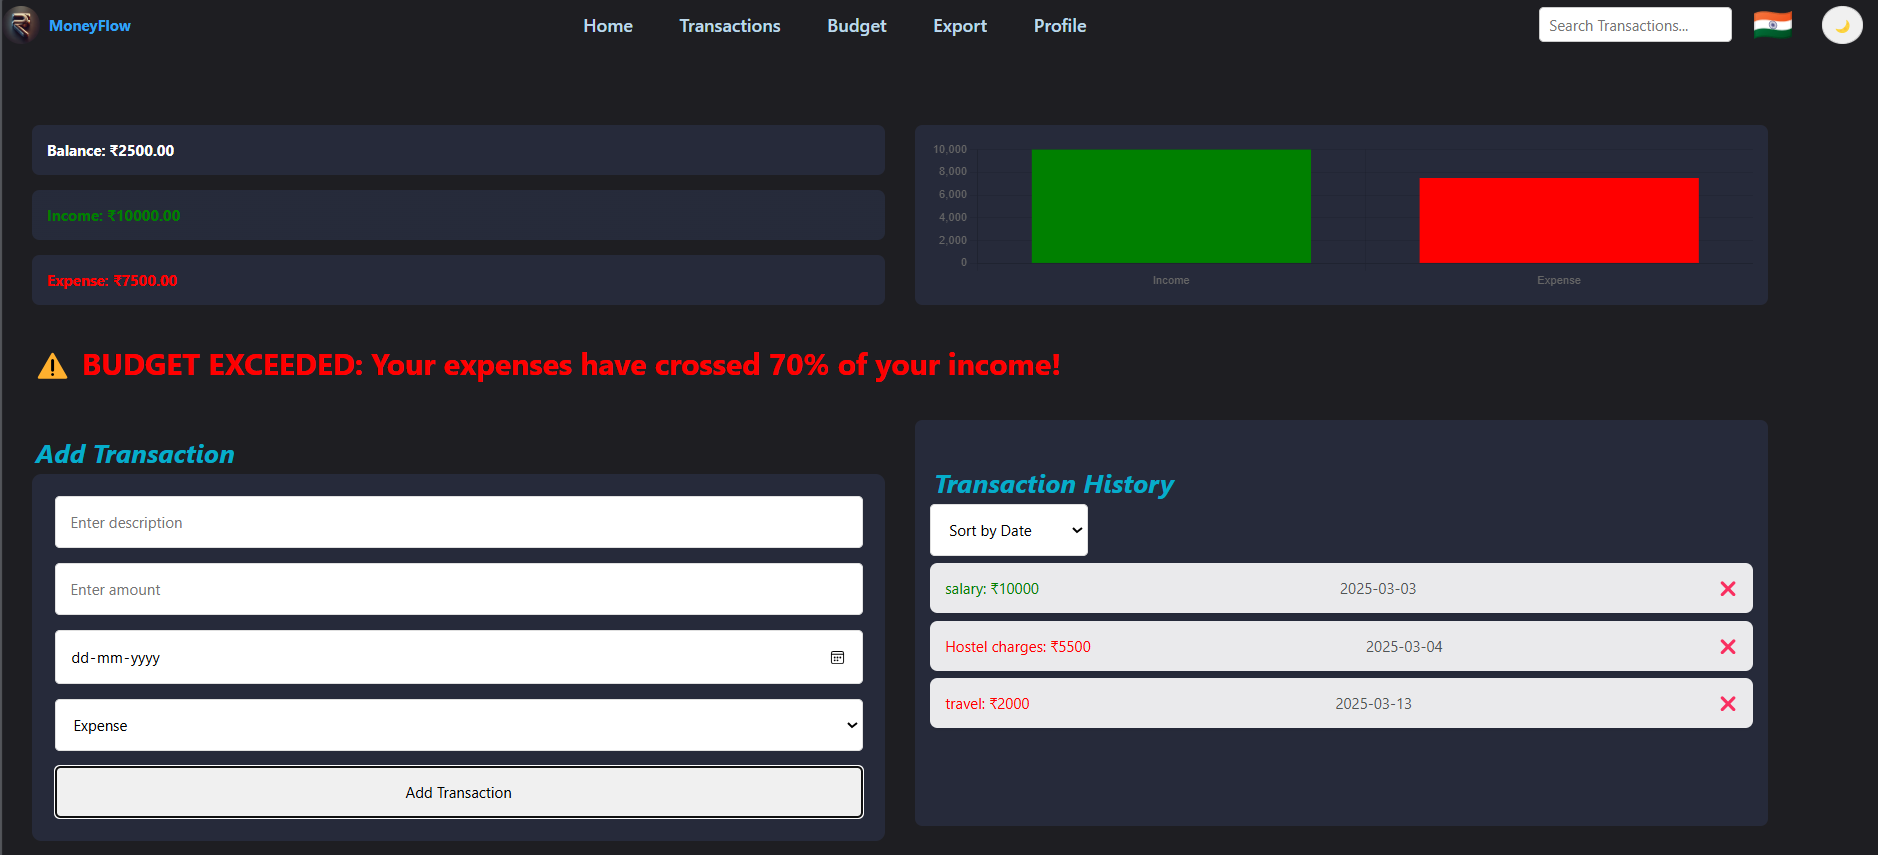 MoneyFlow
Home Transactions Budget Export Profile
Search Transactions...
Balance: ₹2500.00
Income: ₹10000.00
Expense: ₹7500.00
10,000
8,000
6,000
4,000
2,000
0
Income Expense
BUDGET EXCEEDED: Your expenses have crossed 70% of your income!
Add Transaction
Enter description
Enter amount
dd-mm-yyyy
Expense
Add Transaction
Transaction History
Sort by Date
salary: ₹10000 2025-03-03
Hostel charges: ₹5500 2025-03-04
travel: ₹2000 2025-03-13